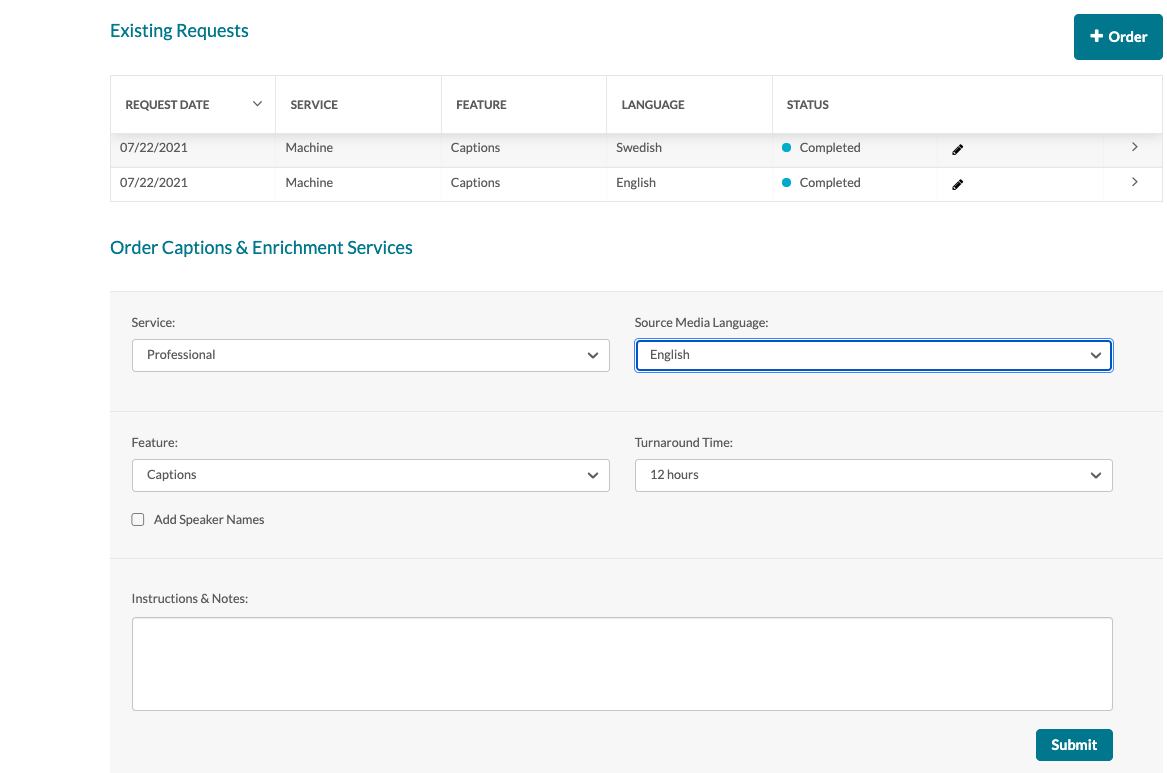 Existing Requests
+ Order
REQUEST DATE SERVICE FEATURE LANGUAGE STATUS
07/22/2021 Machine Captions Swedish Completed
07/22/2021 Machine Captions English Completed
Order Captions & Enrichment Services
Service: Source Media Language:
Professional English
Feature: Turnaround Time:
Captions 12 hours
Add Speaker Names
Instructions & Notes:
Submit